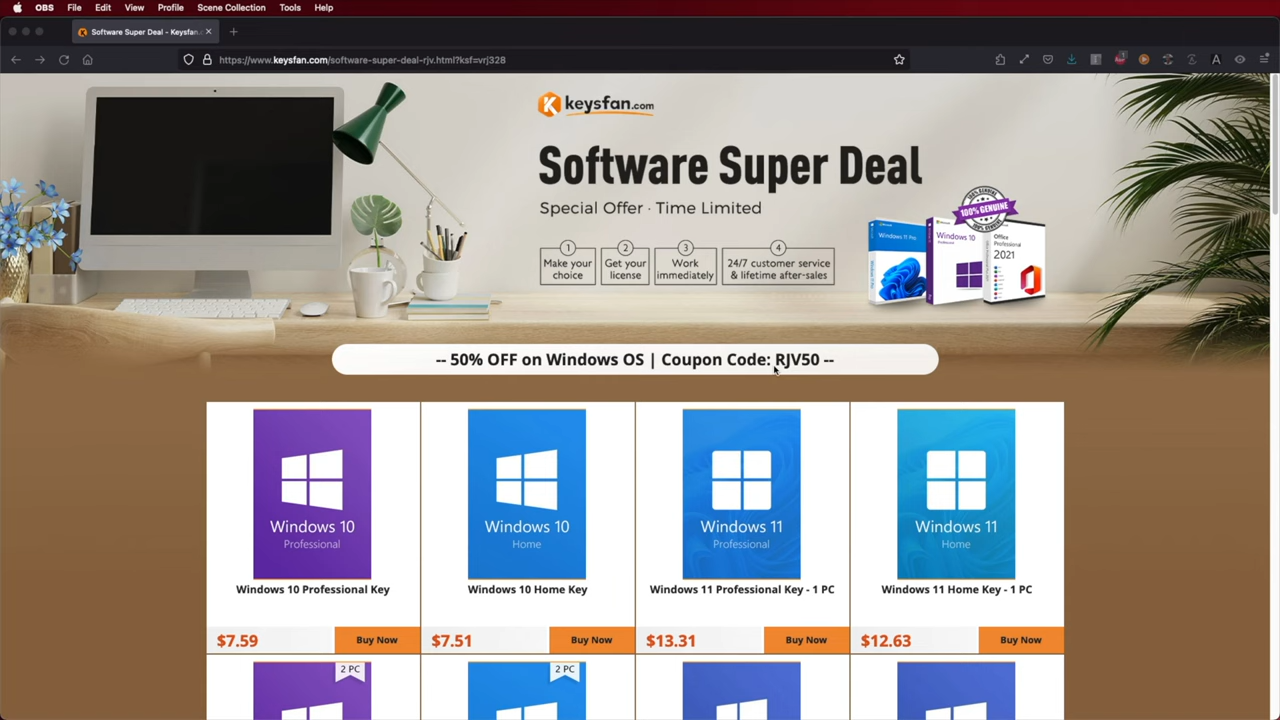 OBS File Edit View Profile Scene Collection Tools Help
Software Super Deal - Keysfan.
https://www.keysfan.com/software-super-deal-rjv.html?ksf=vrj328
keysfan.com
Software Super Deal
Special Offer · Time Limited
100% GENUINE
1 Make your choice
2 Get your license
3 Work immediately
4 24/7 customer service & lifetime after-sales
Windows 11 Pro
Windows 10
Office
Professional
2021
-- 50% OFF on Windows OS | Coupon Code: RJV50 --
Windows 10 Professional
Windows 10 Home
Windows 11 Professional
Windows 11 Home
Windows 10 Professional Key
Windows 10 Home Key
Windows 11 Professional Key - 1 PC
Windows 11 Home Key - 1 PC
$7.59 Buy Now
$7.51 Buy Now
$13.31 Buy Now
$12.63 Buy Now
2 PC
2 PC